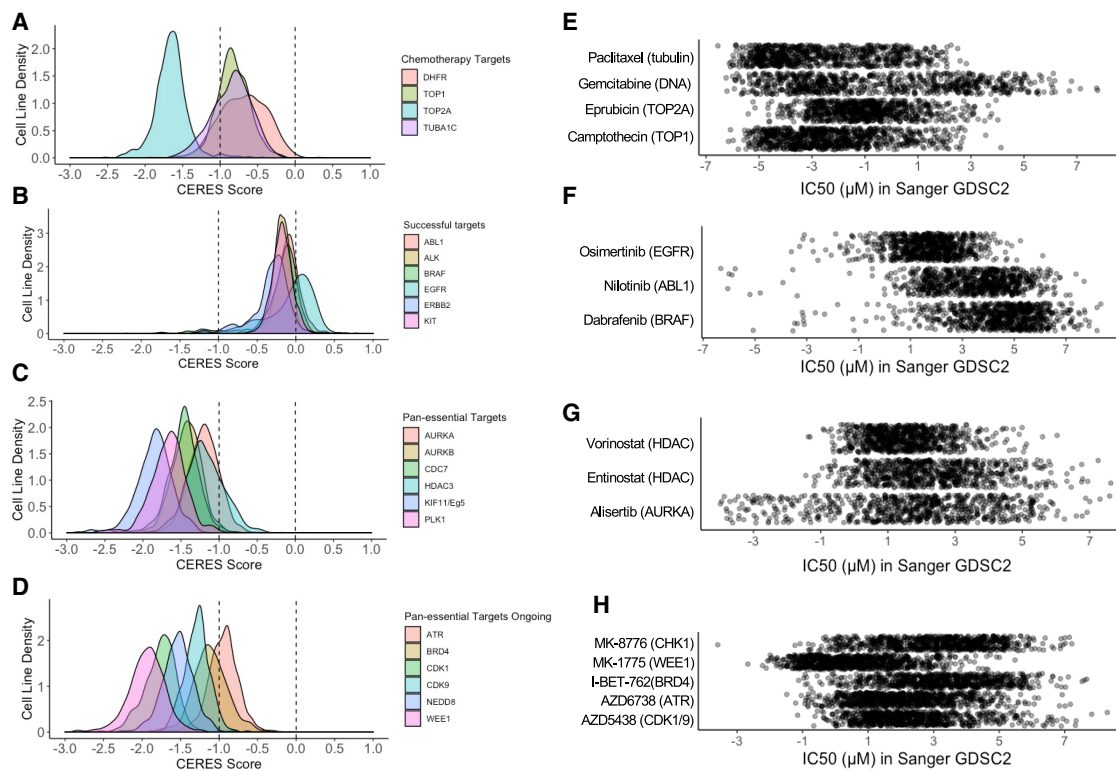 A
Cell Line Density
2.0
1.5
1.0
0.5
0.0
-3.0 -2.5 -2.0 -1.5 -1.0 -0.5 0.0 0.5 1.0
CERES Score
Chemotherapy Targets
DHFR
TOP1
TOP2A
TUBA1C
B
Cell Line Density
3
2
1
0
-3.0 -2.5 -2.0 -1.5 -1.0 -0.5 0.0 0.5 1.0
CERES Score
Successful targets
ABL1
ALK
BRAF
EGFR
ERBB2
KIT
C
Cell Line Density
2.5
2.0
1.5
1.0
0.5
0.0
-3.0 -2.5 -2.0 -1.5 -1.0 -0.5 0.0 0.5 1.0
CERES Score
Pan-essential Targets
AURKA
AURKB
CDC7
HDAC3
KIF11/Eg5
PLK1
D
Cell Line Density
2
1
0
-3.0 -2.5 -2.0 -1.5 -1.0 -0.5 0.0 0.5 1.0
CERES Score
Pan-essential Targets Ongoing
ATR
BRD4
CDK1
CDK9
NEDD8
WEE1
E
Paclitaxel (tubulin)
Gemcitabine (DNA)
Eprubicin (TOP2A)
Camptothecin (TOP1)
-7 -5 -3 -1 1 3 5 7
IC50 (µM) in Sanger GDSC2
F
Osimertinib (EGFR)
Nilotinib (ABL1)
Dabrafenib (BRAF)
-7 -5 -3 -1 1 3 5 7
IC50 (µM) in Sanger GDSC2
G
Vorinostat (HDAC)
Entinostat (HDAC)
Alisertib (AURKA)
-3 -1 1 3 5 7
IC50 (µM) in Sanger GDSC2
H
MK-8776 (CHK1)
MK-1775 (WEE1)
I-BET-762(BRD4)
AZD6738 (ATR)
AZD5438 (CDK1/9)
-3 -1 1 3 5 7
IC50 (µM) in Sanger GDSC2